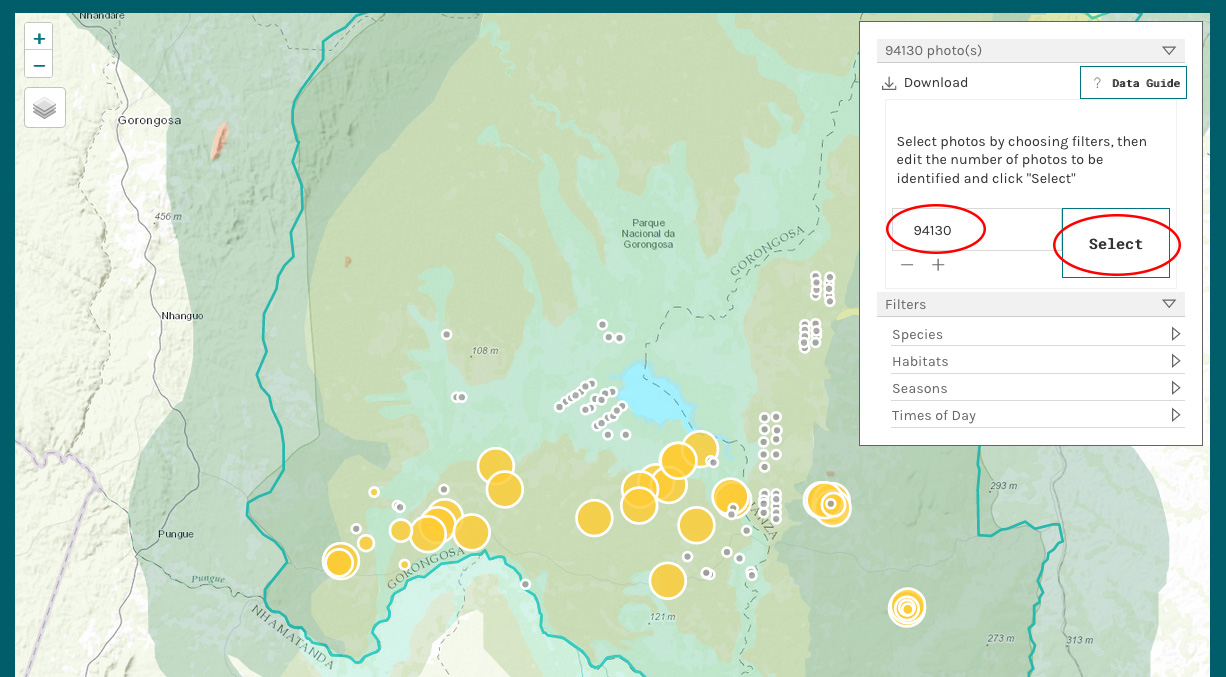 Nhandare
+
−
94130 photo(s)
Download
? Data Guide
Gorongosa
Select photos by choosing filters, then
edit the number of photos to be
identified and click "Select"
456 m
Parque
Nacional da
Gorongosa
GORONGOSA
94130
Select
− +
Filters
Nhanguo
Species
108 m
Habitats
Seasons
Times of Day
293 m
Pungue
GORONGOSA
Pungue
NHAMATANDA
121 m
273 m
313 m